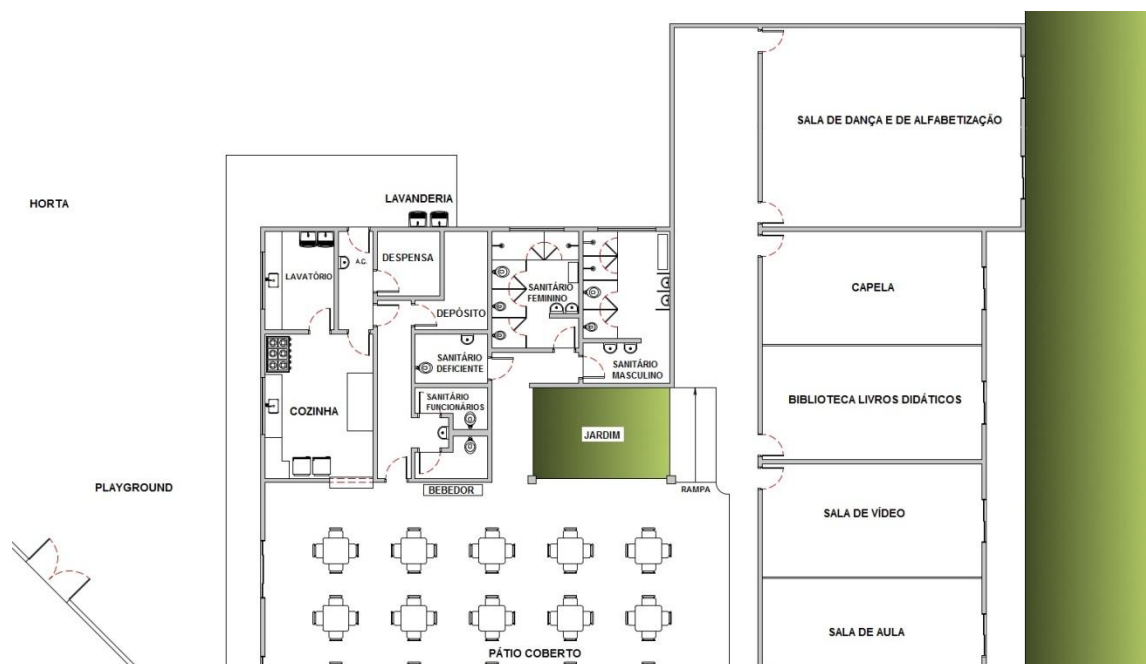 SALA DE DANÇA E DE ALFABETIZAÇÃO
HORTA
LAVANDERIA
DESPENSA
LAVATÓRIO
A.G.
SANITÁRIO
FEMININO
CAPELA
DEPÓSITO
SANITÁRIO
DEFICIENTE
SANITÁRIO
MASCULINO
SANITÁRIO
FUNCIONÁRIOS
COZINHA
BIBLIOTECA LIVROS DIDÁTICOS
JARDIM
PLAYGROUND
BEBEDOR
RAMPA
SALA DE VÍDEO
SALA DE AULA
PÁTIO COBERTO